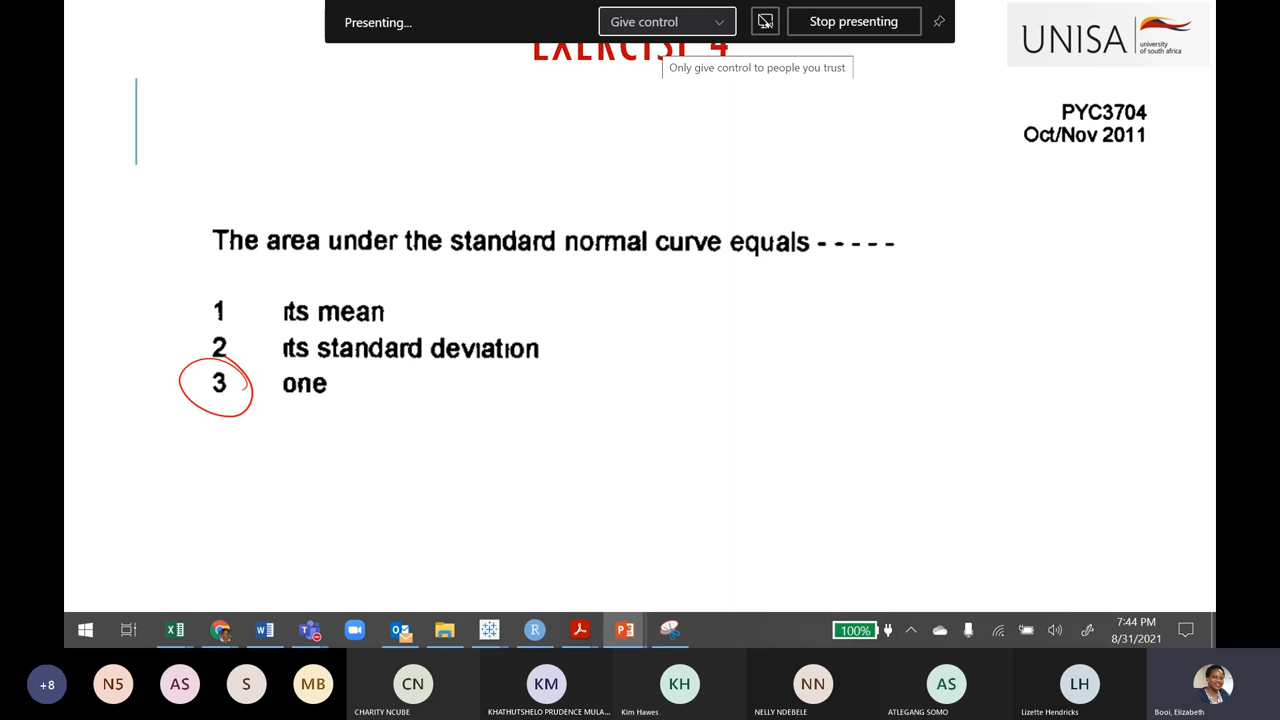 Presenting...
Give control
Stop presenting
EXERCISE 4
Only give control to people you trust
UNISA
university
of south africa
PYC3704
Oct/Nov 2011
The area under the standard normal curve equals - - - - -
1 its mean
2 its standard deviation
3 one
100%
7:44 PM
8/31/2021
+8
N5
AS
S
MB
CN
KM
KH
NN
AS
LH
CHARITY NCUBE
KHATHUTSHELO PRUDENCE MULA...
Kim Hawes
NELLY NDEBELE
ATLEGANG SOMO
Lizette Hendricks
Booi, Elizabeth